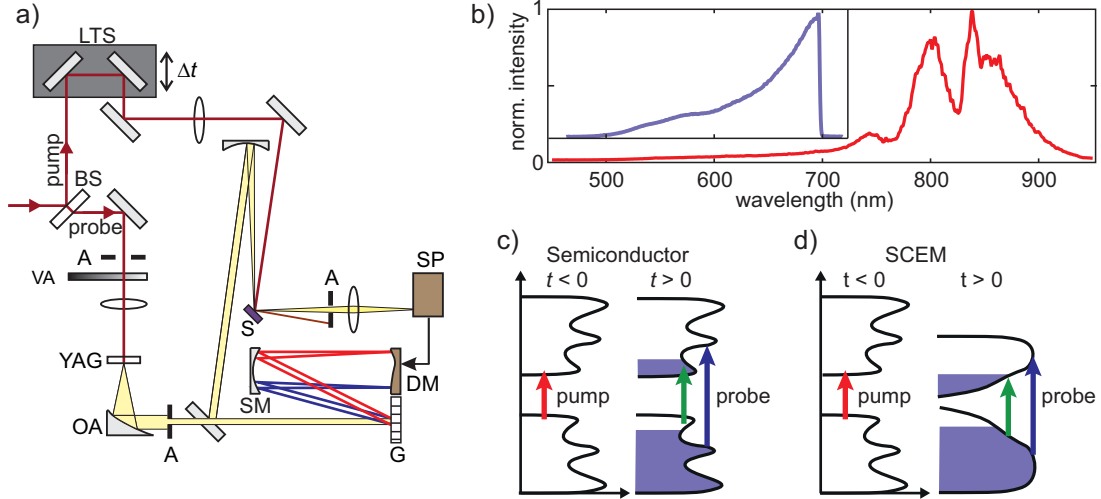 a)
LTS
Δt
pump
BS
probe
A
VA
YAG
OA
A
S
A
SP
SM
DM
G
b)
norm. intensity
1
0
500
600
700
800
900
wavelength (nm)
c)
Semiconductor
t < 0
t > 0
pump
probe
d)
SCEM
t < 0
t > 0
pump
probe